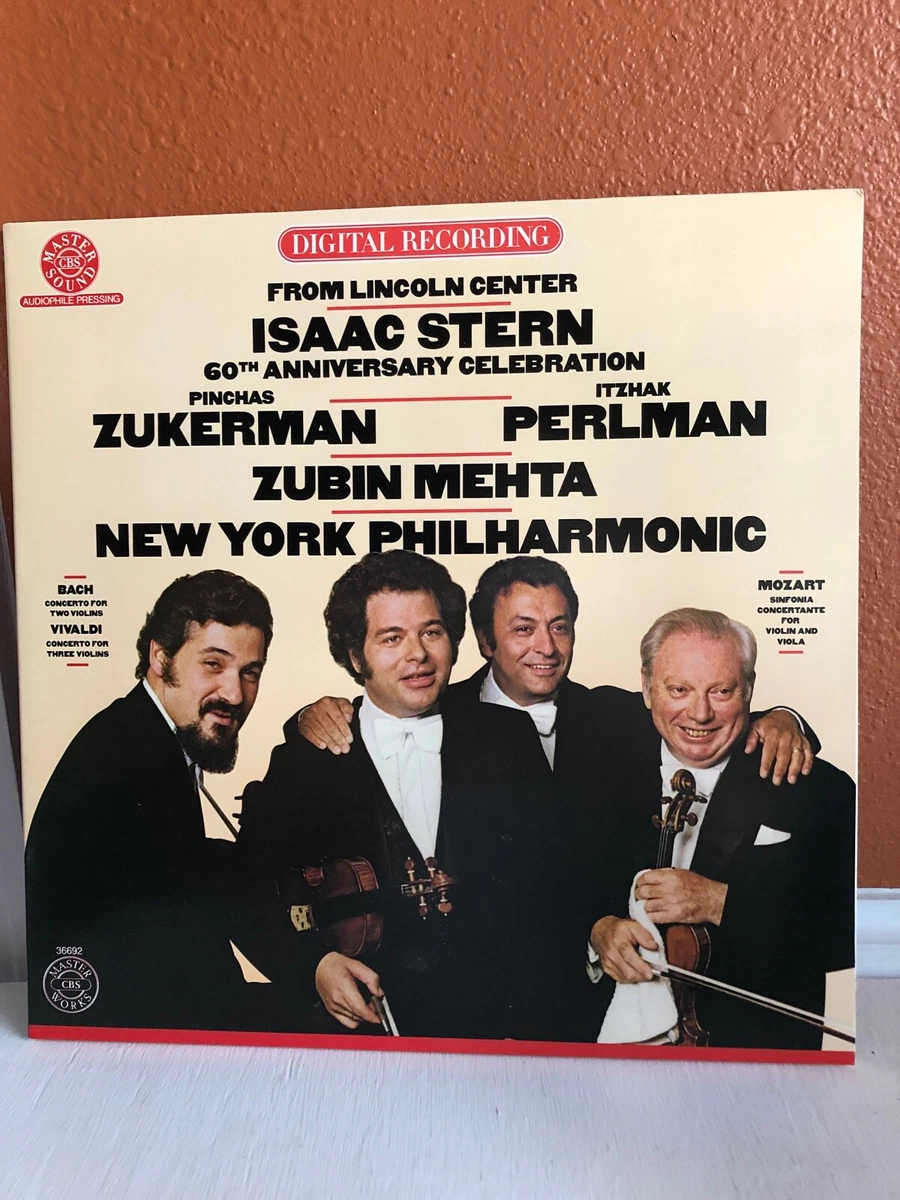 DIGITAL RECORDING
MASTER SOUND
CBS
AUDIOPHILE PRESSING
FROM LINCOLN CENTER
ISAAC STERN
60TH ANNIVERSARY CELEBRATION
PINCHAS
ZUKERMAN
ITZHAK
PERLMAN
ZUBIN MEHTA
NEW YORK PHILHARMONIC
BACH
CONCERTO FOR
TWO VIOLINS
VIVALDI
CONCERTO FOR
THREE VIOLINS
MOZART
SINFONIA
CONCERTANTE
FOR
VIOLIN AND
VIOLA
36692
MASTER WORKS
CBS